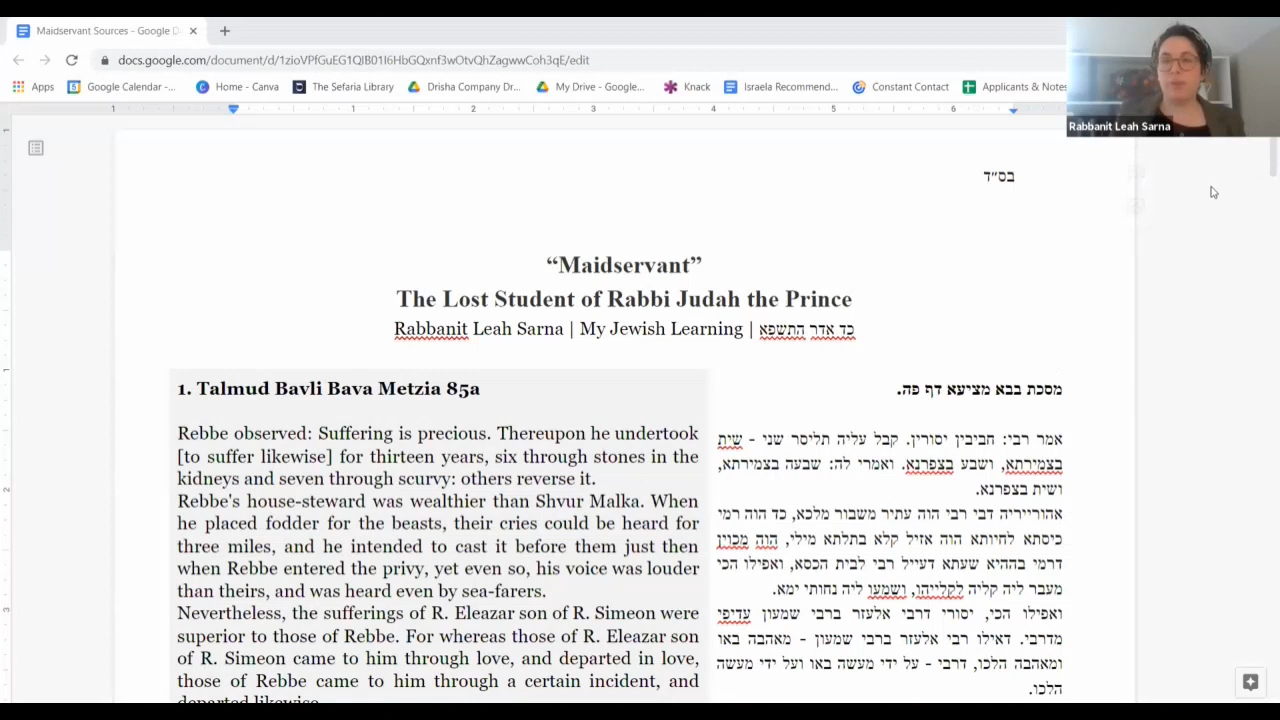 Maidservant Sources - Google D
docs.google.com/document/d/1zioVPfGuEG1QIB01I6HbGQxnf3wOtvQhZagwwCoh3qE/edit
Apps Google Calendar -... Home - Canva The Sefaria Library Drisha Company Dr... My Drive - Google... Knack Israela Recommend... Constant Contact Applicants & Notes
Rabbanit Leah Sarna
1 1 2 3 4 5 6
בס״ד
“Maidservant”
The Lost Student of Rabbi Judah the Prince
Rabbanit Leah Sarna | My Jewish Learning | כד אדר התשפא
1. Talmud Bavli Bava Metzia 85a
Rebbe observed: Suffering is precious. Thereupon he undertook
[to suffer likewise] for thirteen years, six through stones in the
kidneys and seven through scurvy: others reverse it.
Rebbe's house-steward was wealthier than Shvur Malka. When
he placed fodder for the beasts, their cries could be heard for
three miles, and he intended to cast it before them just then
when Rebbe entered the privy, yet even so, his voice was louder
than theirs, and was heard even by sea-farers.
Nevertheless, the sufferings of R. Eleazar son of R. Simeon were
superior to those of Rebbe. For whereas those of R. Eleazar son
of R. Simeon came to him through love, and departed in love,
those of Rebbe came to him through a certain incident, and
departed likewise.
מסכת בבא מציעא דף פה.
אמר רבי: חביבין יסורין. קבל עליה תליסר שני - שית
בצמירתא, ושבע בצפרנא. ואמרי לה: שבעה בצמירתא,
ושית בצפרנא.
אהורייריה דבי רבי הוה עתיר משבור מלכא, כד הוה רמי
כיסתא לחיותא הוה אזיל קלא בתלתא מילי, הוה מכוין
דרמי בההיא שעתא דעייל רבי לבית הכסא, ואפילו הכי
מעבר ליה קליה לקלייהו, ושמעו ליה נחותי ימא.
ואפילו הכי, יסורי דרבי אלעזר ברבי שמעון עדיפי
מדרבי. דאילו רבי אלעזר ברבי שמעון - מאהבה באו
ומאהבה הלכו, דרבי - על ידי מעשה באו ועל ידי מעשה
הלכו.